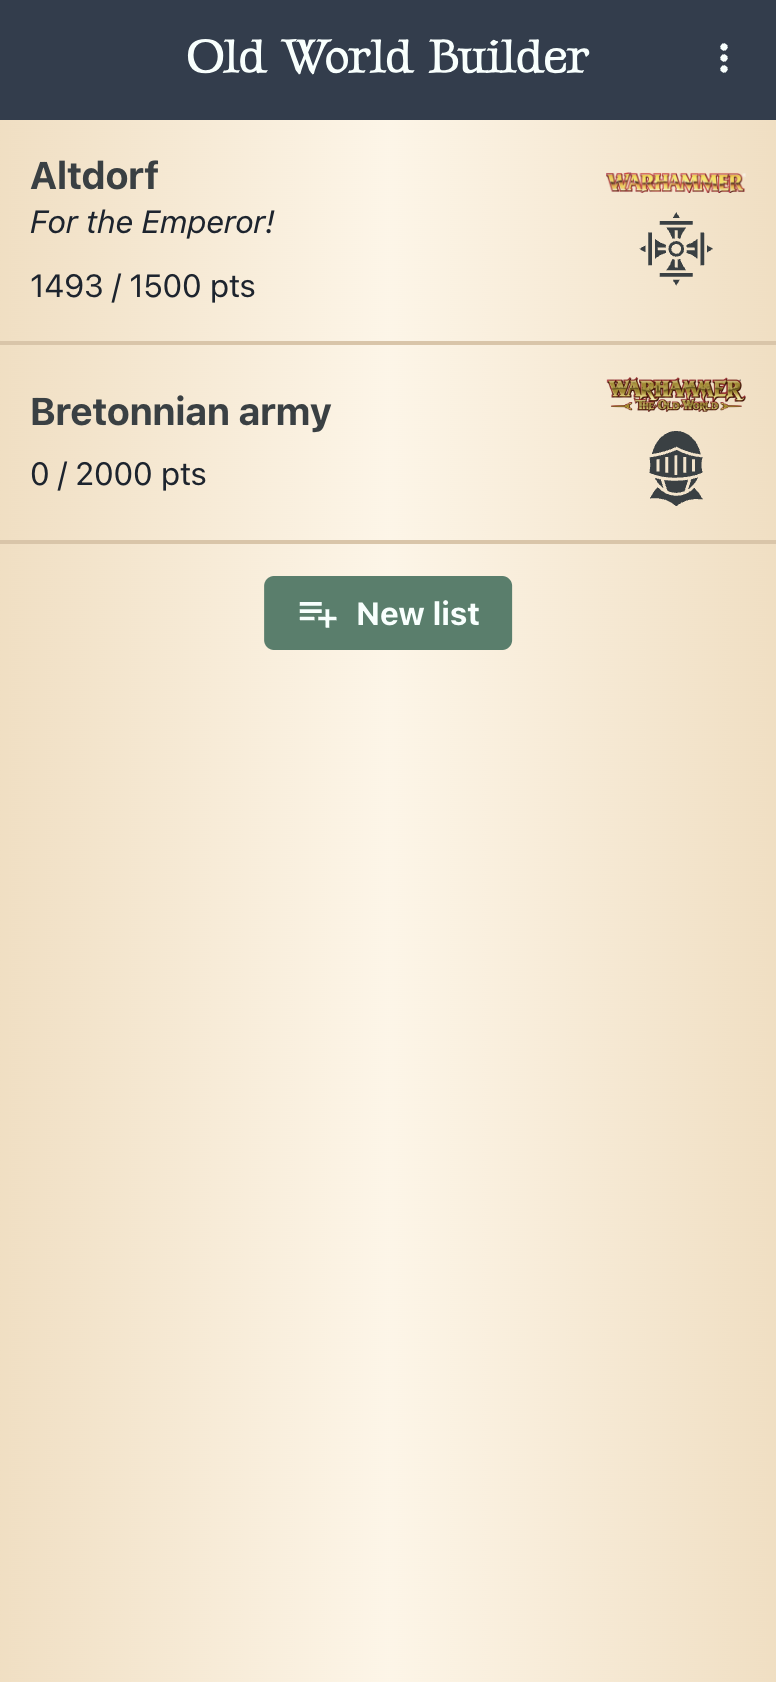 Old World Builder
Altdorf
WARHAMMER
For the Emperor!
1493 / 1500 pts
Bretonnian army
WARHAMMER
THE OLD WORLD
0 / 2000 pts
New list